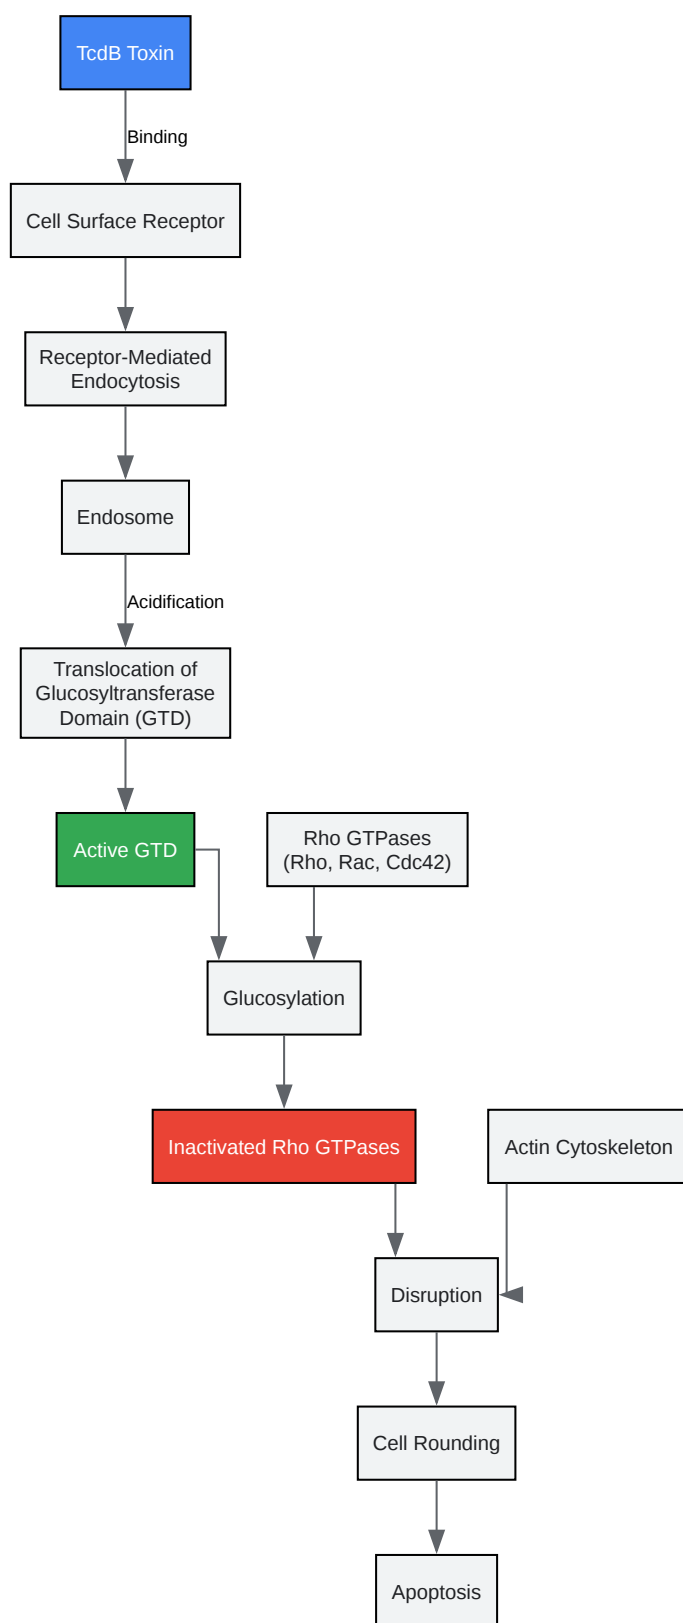 TcdB Toxin
Binding
Cell Surface Receptor
Receptor-Mediated
Endocytosis
Endosome
Acidification
Translocation of
Glucosyltransferase
Domain (GTD)
Active GTD
Rho GTPases
(Rho, Rac, Cdc42)
Glucosylation
Inactivated Rho GTPases
Actin Cytoskeleton
Disruption
Cell Rounding
Apoptosis